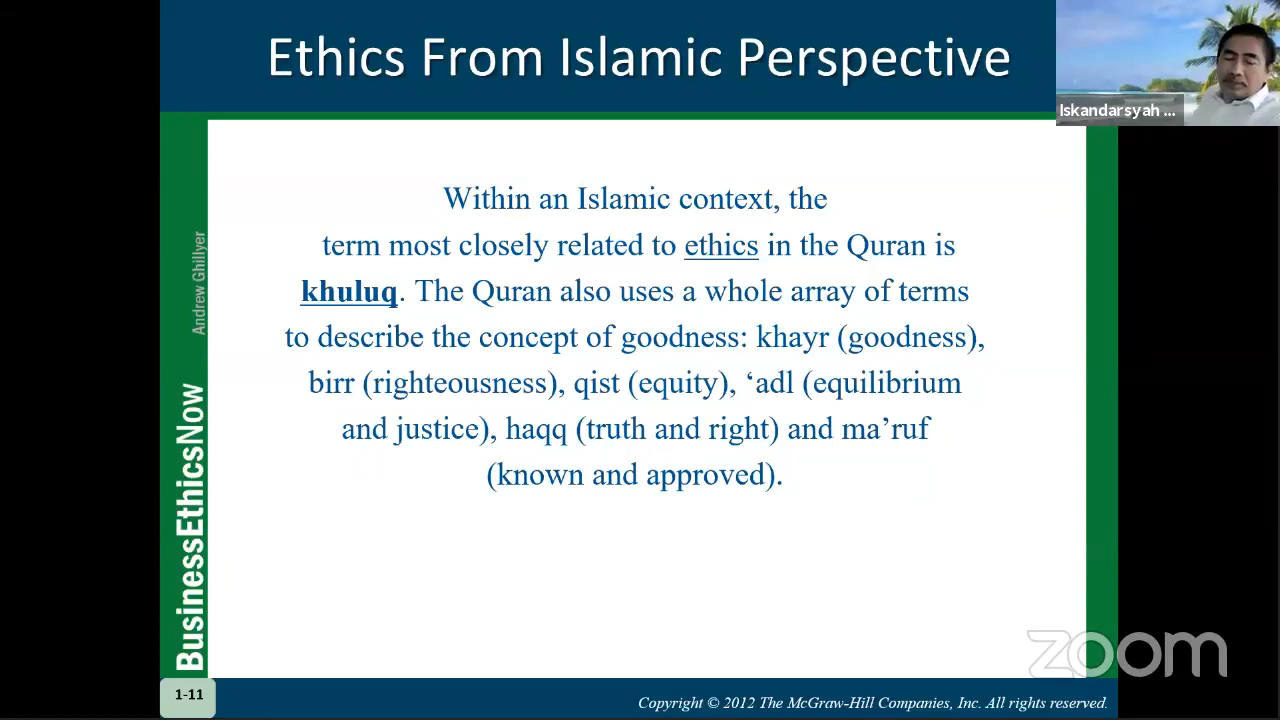 Ethics From Islamic Perspective
Iskandarsyah ...
Within an Islamic context, the
term most closely related to ethics in the Quran is
khuluq. The Quran also uses a whole array of terms
to describe the concept of goodness: khayr (goodness),
birr (righteousness), qist (equity), ‘adl (equilibrium
and justice), haqq (truth and right) and ma’ruf
(known and approved).
Andrew Ghillyer
BusinessEthicsNow
zoom
1-11
Copyright © 2012 The McGraw-Hill Companies, Inc. All rights reserved.